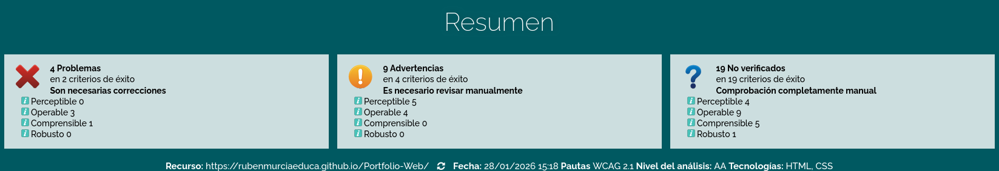 Resumen
4 Problemas
en 2 criterios de éxito
Son necesarias correcciones
Perceptible 0
Operable 3
Comprensible 1
Robusto 0
9 Advertencias
en 4 criterios de éxito
Es necesario revisar manualmente
Perceptible 5
Operable 4
Comprensible 0
Robusto 0
19 No verificados
en 19 criterios de éxito
Comprobación completamente manual
Perceptible 4
Operable 9
Comprensible 5
Robusto 1
Recurso: https://rubenmurciaeduca.github.io/Portfolio-Web/ Fecha: 28/01/2026 15:18 Pautas WCAG 2.1 Nivel del análisis: AA Tecnologías: HTML, CSS